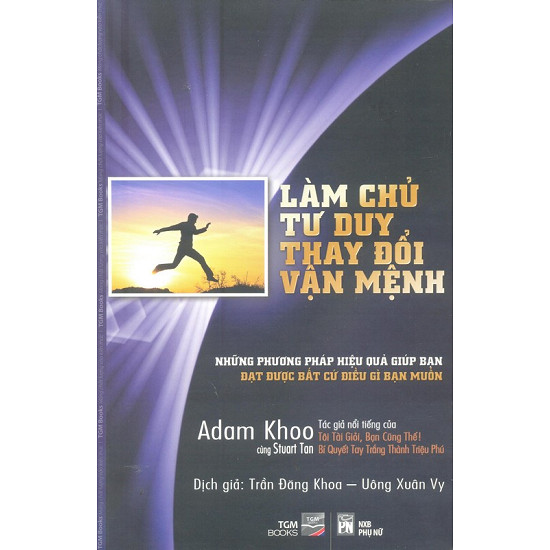 LÀM CHỦ
TƯ DUY
THAY ĐỔI
VẬN MỆNH
NHỮNG PHƯƠNG PHÁP HIỆU QUẢ GIÚP BẠN
ĐẠT ĐƯỢC BẤT CỨ ĐIỀU GÌ BẠN MUỐN
Adam Khoo
cùng Stuart Tan
Tác giả nổi tiếng của
Tôi Tài Giỏi, Bạn Cũng Thế!
Bí Quyết Tay Trắng Thành Triệu Phú
Dịch giả: Trần Đăng Khoa – Uông Xuân Vy
TGM
BOOKS
TGM
PN
NXB
PHỤ NỮ